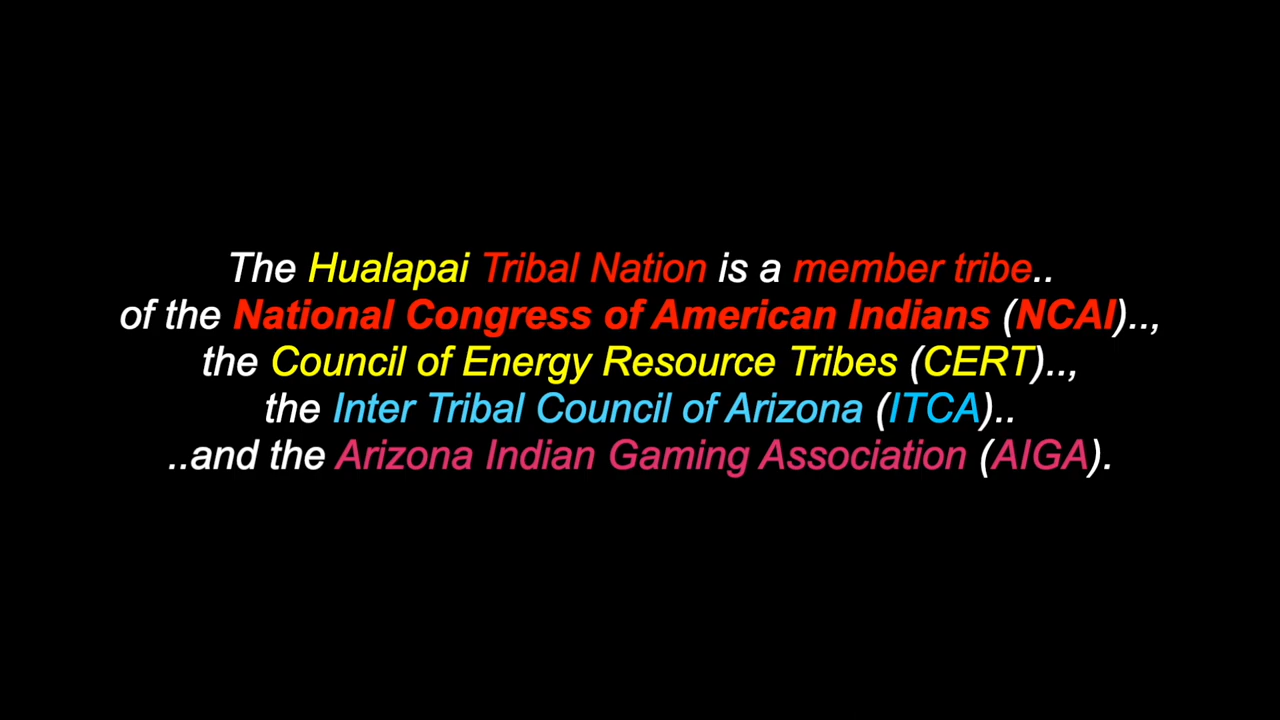 The Hualapai Tribal Nation is a member tribe..
of the National Congress of American Indians (NCAI)..,
the Council of Energy Resource Tribes (CERT)..,
the Inter Tribal Council of Arizona (ITCA)..
..and the Arizona Indian Gaming Association (AIGA).